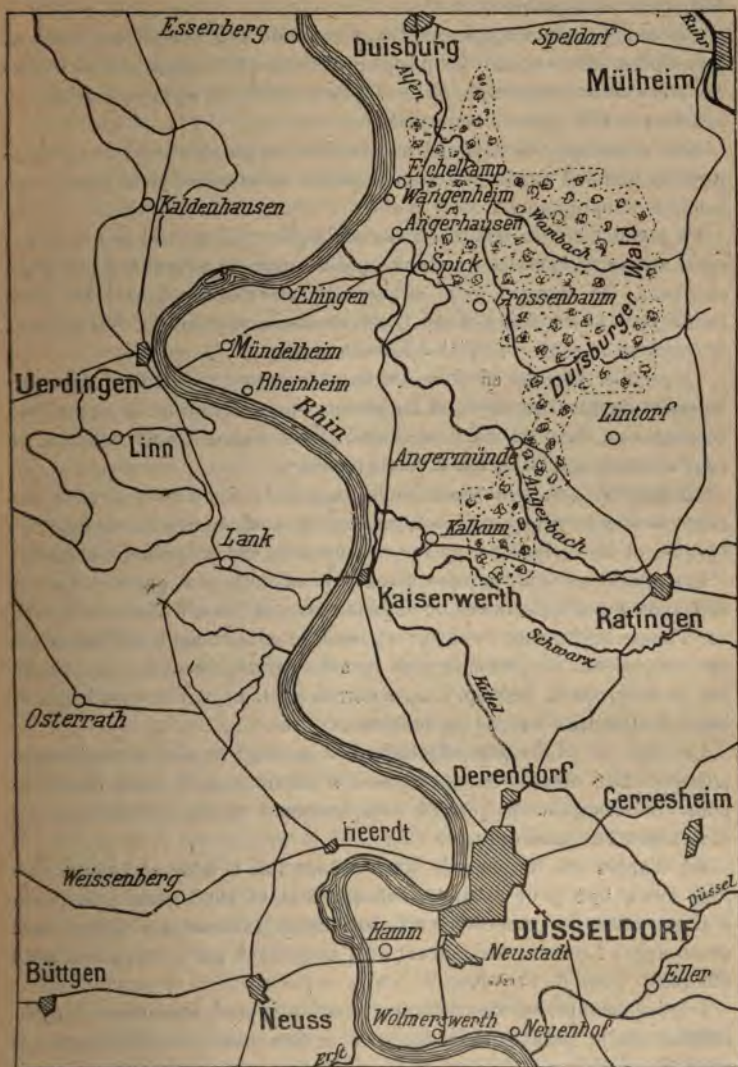 Essenberg
Duisburg
Speldorf
Ruhr
Mülheim
Alsen
Eichelkamp
Wangenheim
Kaldenhausen
Angerhausen
Wambach
Spick
Ehingen
Grossenbaum
Duisburger Wald
Mündelheim
Uerdingen
Rheinheim
Rhin
Linn
Lintorf
Angermünde
Angerbach
Lank
Kalkum
Kaiserwerth
Ratingen
Schwarx
Kittel
Osterrath
Derendorf
Gerresheim
Heerdt
Weissenberg
Düssel
DÜSSELDORF
Hamm
Neustadt
Büttgen
Eller
Neuss
Wolmerswerth
Neuenhof
Erft